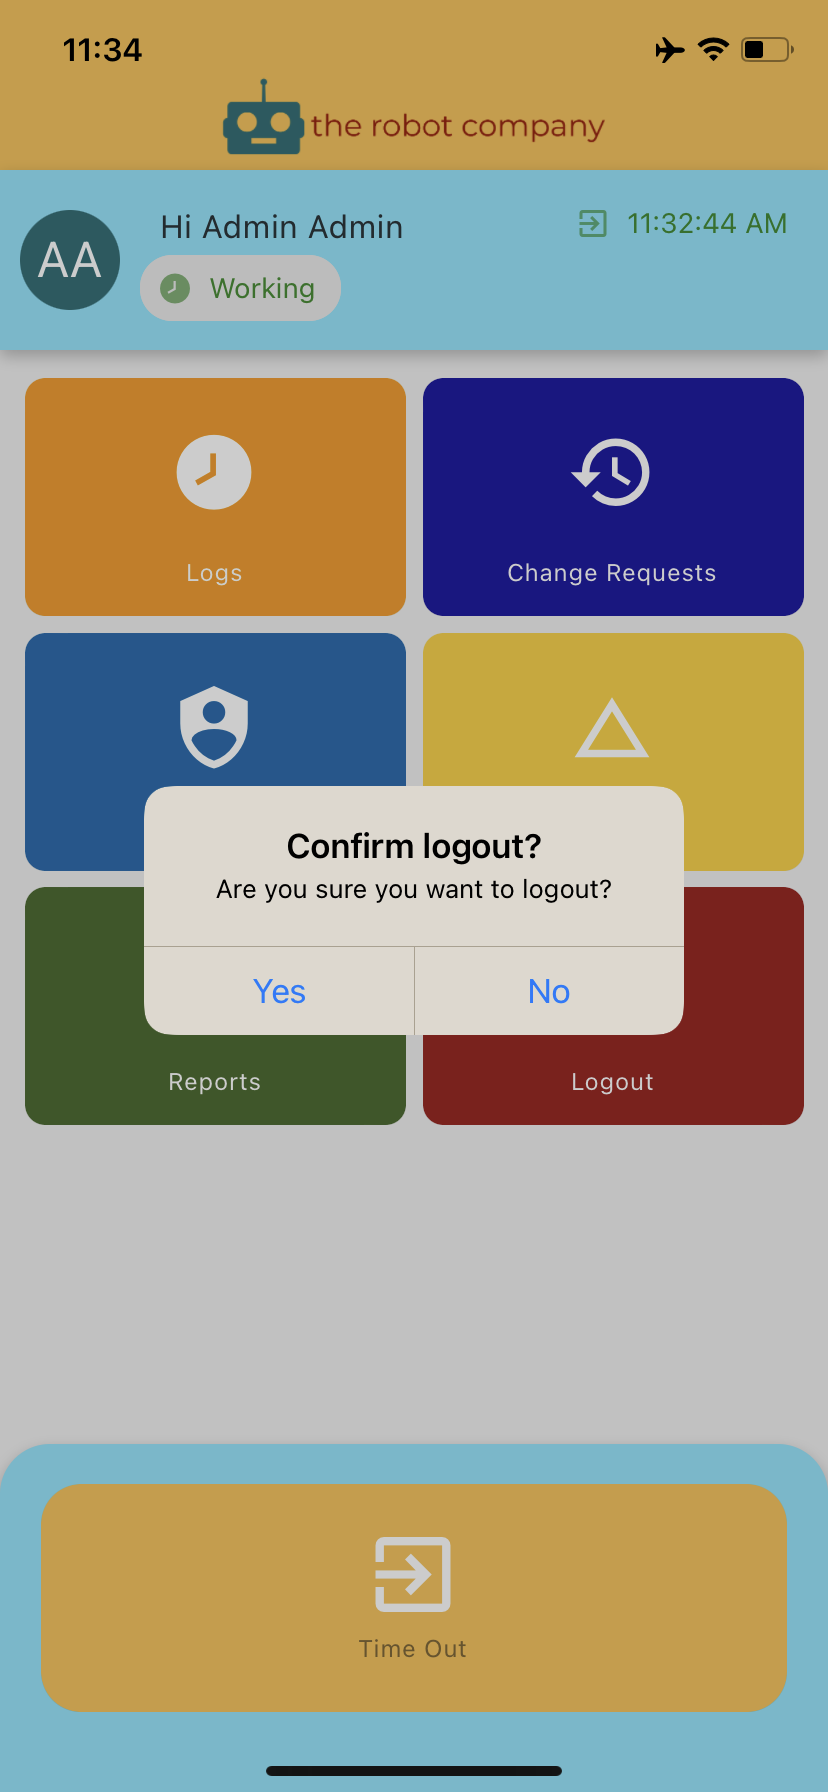 11:34
the robot company
AA
Hi Admin Admin
11:32:44 AM
Working
Logs
Change Requests
Confirm logout?
Are you sure you want to logout?
Yes
No
Reports
Logout
Time Out